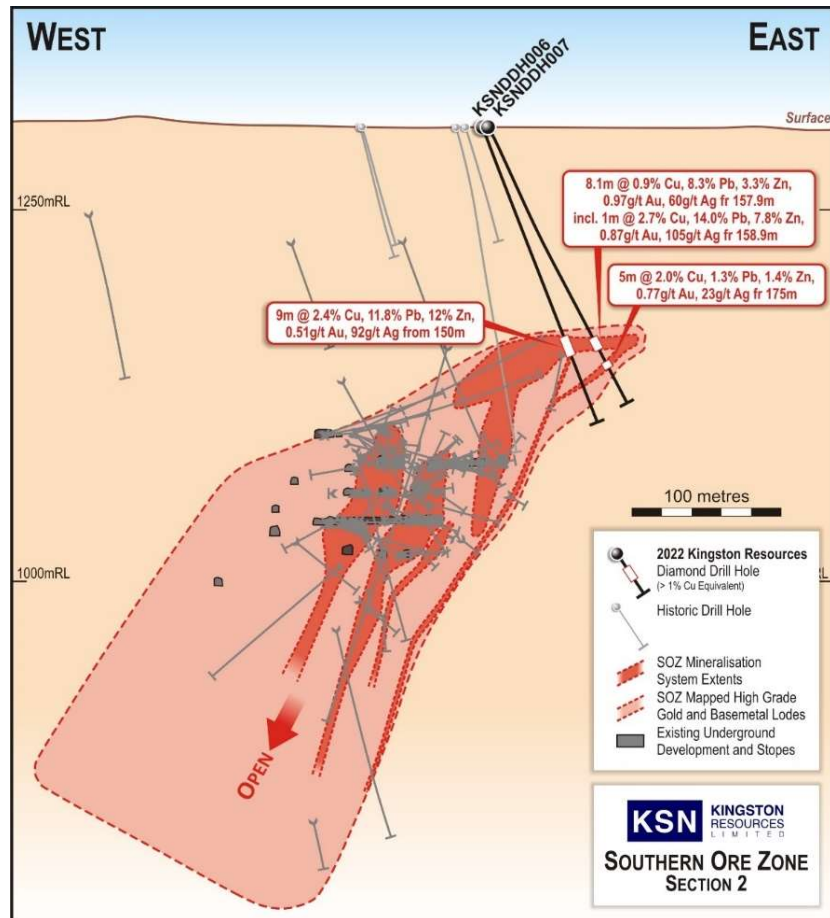 WEST
EAST
KSNDDH006
KSNDDH007
Surface
1250mRL
8.1m @ 0.9% Cu, 8.3% Pb, 3.3% Zn,
0.97g/t Au, 60g/t Ag fr 157.9m
incl. 1m @ 2.7% Cu, 14.0% Pb, 7.8% Zn,
0.87g/t Au, 105g/t Ag fr 158.9m
5m @ 2.0% Cu, 1.3% Pb, 1.4% Zn,
0.77g/t Au, 23g/t Ag fr 175m
9m @ 2.4% Cu, 11.8% Pb, 12% Zn,
0.51g/t Au, 92g/t Ag from 150m
100 metres
1000mRL
RL
2022 Kingston Resources
Diamond Drill Hole
(> 1% Cu Equivalent)
Historic Drill Hole
SOZ Mineralisation
System Extents
SOZ Mapped High Grade
Gold and Basemetal Lodes
Existing Underground
Development and Stopes
OPEN
KSN
KINGSTON
RESOURCES
LIMITED
SOUTHERN ORE ZONE
SECTION 2